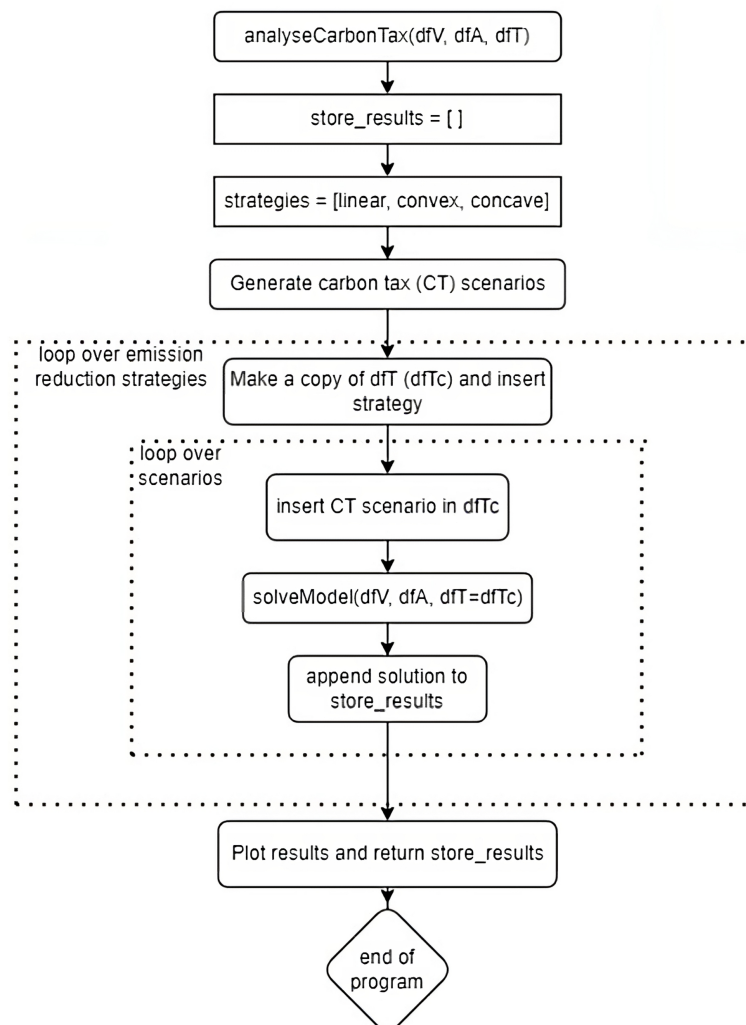 analyseCarbonTax(dfV, dfA, dfT)
store_results = [ ]
strategies = [linear, convex, concave]
Generate carbon tax (CT) scenarios
loop over emission
reduction strategies
Make a copy of dfT (dfTc) and insert
strategy
loop over
scenarios
insert CT scenario in dfTc
solveModel(dfV, dfA, dfT=dfTc)
append solution to
store_results
Plot results and return store_results
end of
program